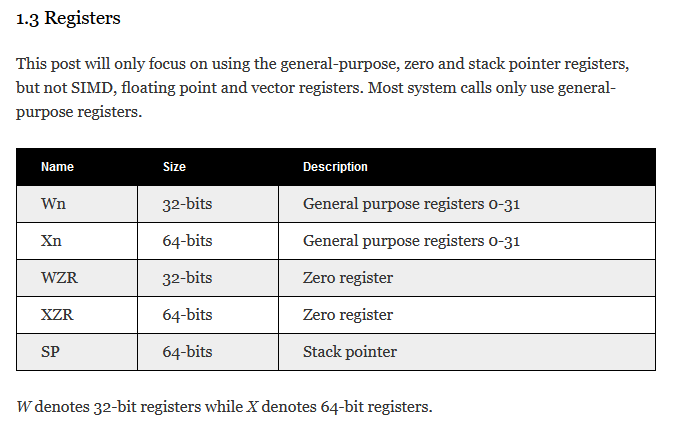 1.3 Registers
This post will only focus on using the general-purpose, zero and stack pointer registers,
but not SIMD, floating point and vector registers. Most system calls only use general-
purpose registers.
Name Size Description
Wn 32-bits General purpose registers 0-31
Xn 64-bits General purpose registers 0-31
WZR 32-bits Zero register
XZR 64-bits Zero register
SP 64-bits Stack pointer
W denotes 32-bit registers while X denotes 64-bit registers.